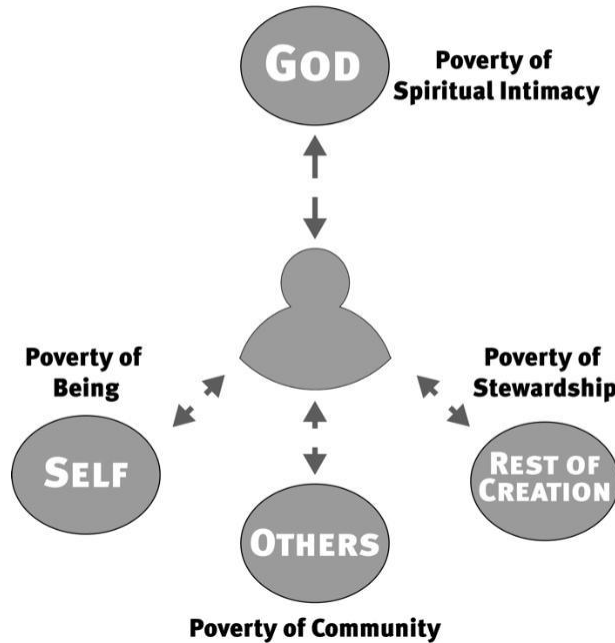 GOD
Poverty of
Spiritual Intimacy
Poverty of
Being
SELF
Poverty of
Stewardship
REST OF
CREATION
OTHERS
Poverty of Community